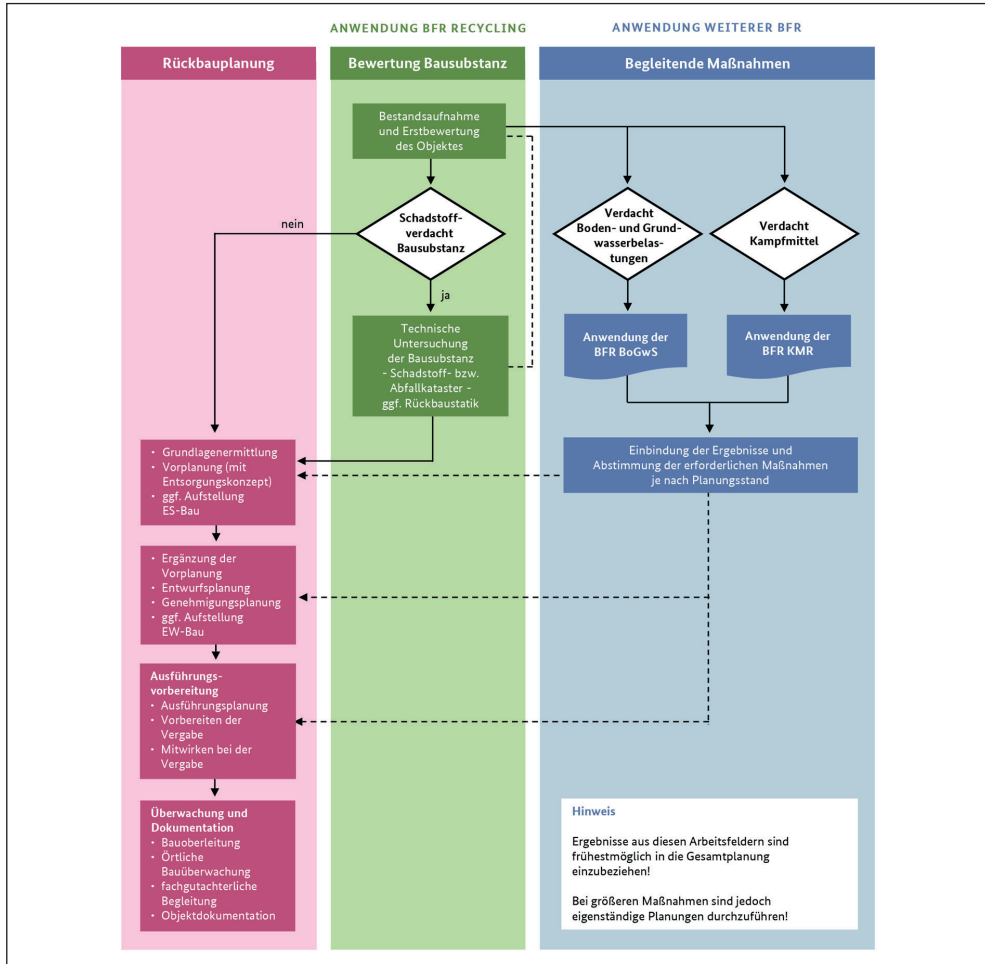 ANWENDUNG BFR RECYCLING
ANWENDUNG WEITERER BFR
Rückbauplanung
Bewertung Bausubstanz
Begleitende Maßnahmen
Bestandsaufnahme
und Erstbewertung
des Objektes
Schadstoff-
verdacht
Bausubstanz
nein
ja
Verdacht
Boden- und Grund-
wasserbelas-
tungen
Verdacht
Kampfmittel
Technische
Untersuchung
der Bausubstanz
- Schadstoff- bzw.
Abfallkataster -
ggf. Rückbaustatik
Anwendung der
BFR BoGwS
Anwendung der
BFR KMR
• Grundlagenermittlung
• Vorplanung (mit
Entsorgungskonzept)
• ggf. Aufstellung
ES-Bau
Einbindung der Ergebnisse und
Abstimmung der erforderlichen Maßnahmen
je nach Planungsstand
• Ergänzung der
Vorplanung
• Entwurfsplanung
• Genehmigungsplanung
• ggf. Aufstellung
EW-Bau
Ausführungs-
vorbereitung
• Ausführungsplanung
• Vorbereiten der
Vergabe
• Mitwirken bei der
Vergabe
Überwachung und
Dokumentation
• Bauoberleitung
• Örtliche
Bauüberwachung
• fachgutachterliche
Begleitung
• Objektdokumentation
Hinweis
Ergebnisse aus diesen Arbeitsfeldern sind
frühestmöglich in die Gesamtplanung
einzubeziehen!
Bei größeren Maßnahmen sind jedoch
eigenständige Planungen durchzuführen!